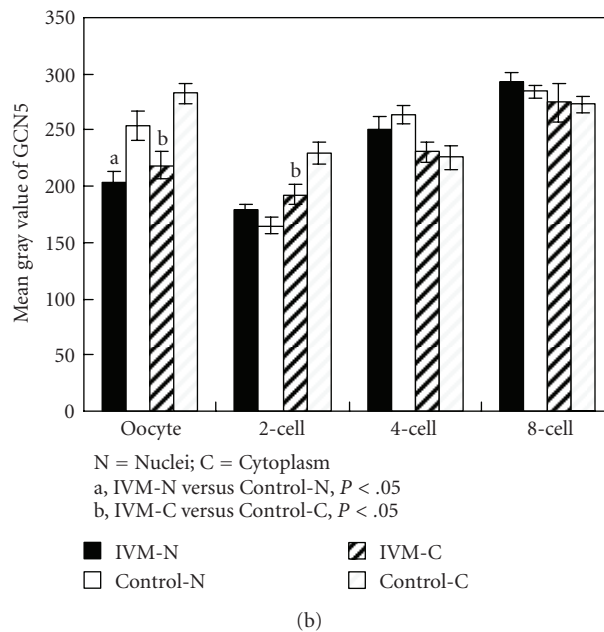 350
300
250
200
150
100
50
0
Mean gray value of GCN5
a
b
b
Oocyte 2-cell 4-cell 8-cell
N = Nuclei; C = Cytoplasm
a, IVM-N versus Control-N, P < .05
b, IVM-C versus Control-C, P < .05
IVM-N IVM-C
Control-N Control-C
(b)